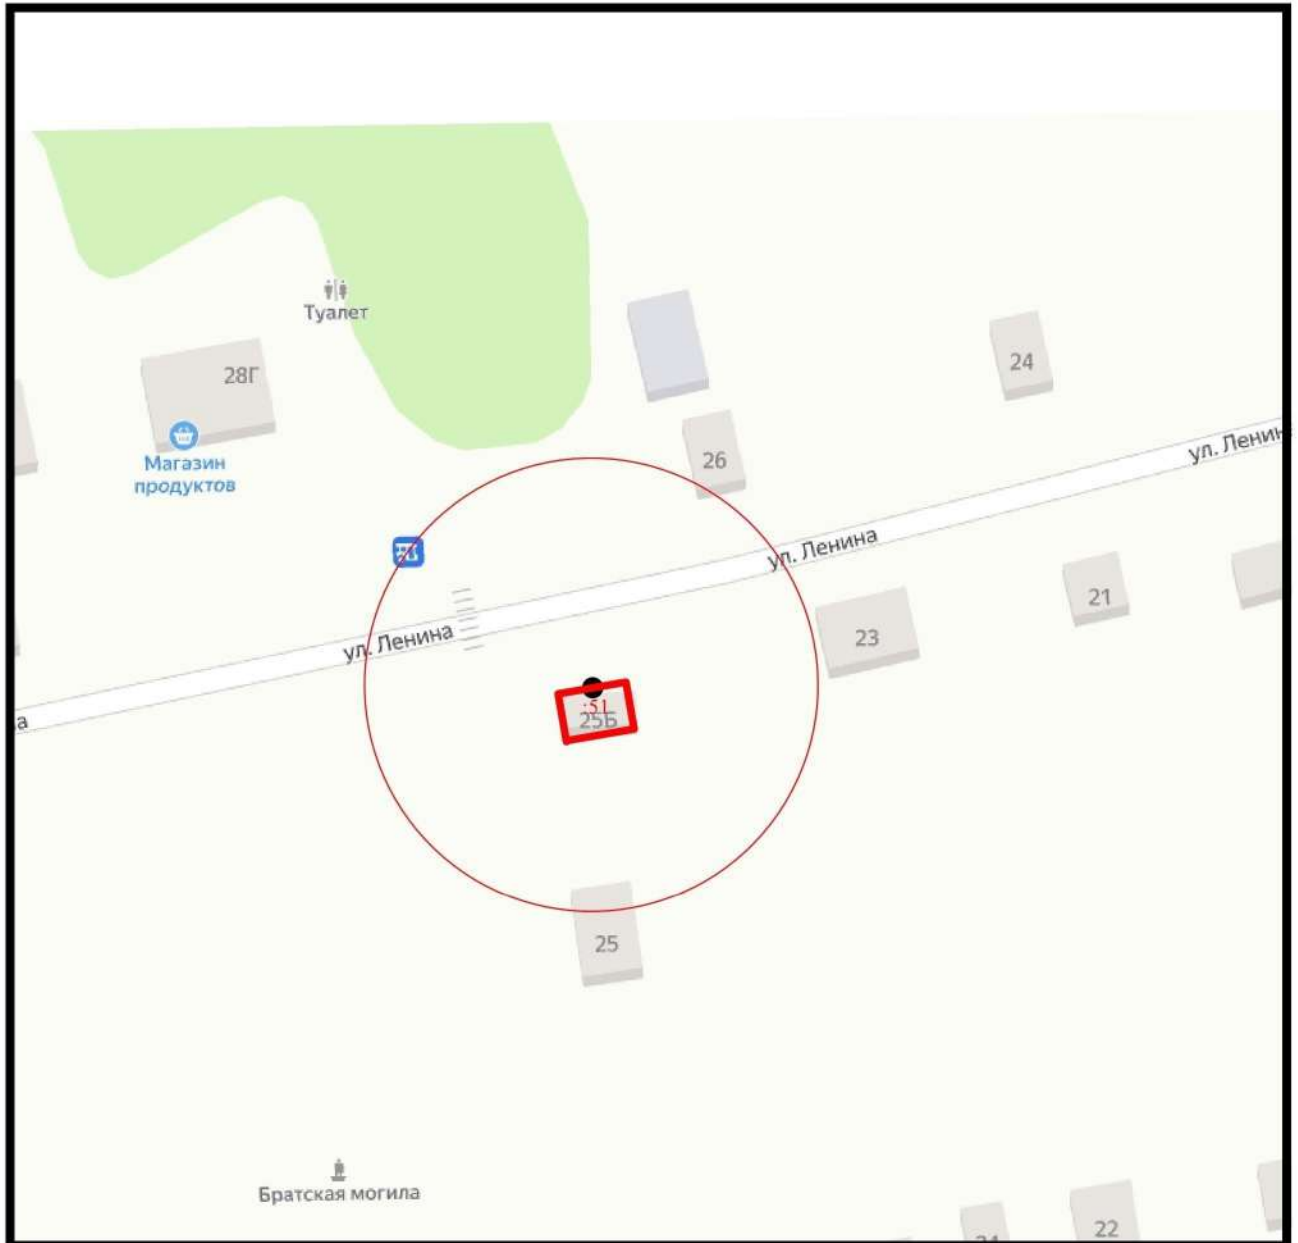 Туалет
28Г
24
ул. Ленин
26
Магазин
продуктов
ул. Ленина
21
ул. Ленина
23
:51
25Б
а
25
Братская могила
22